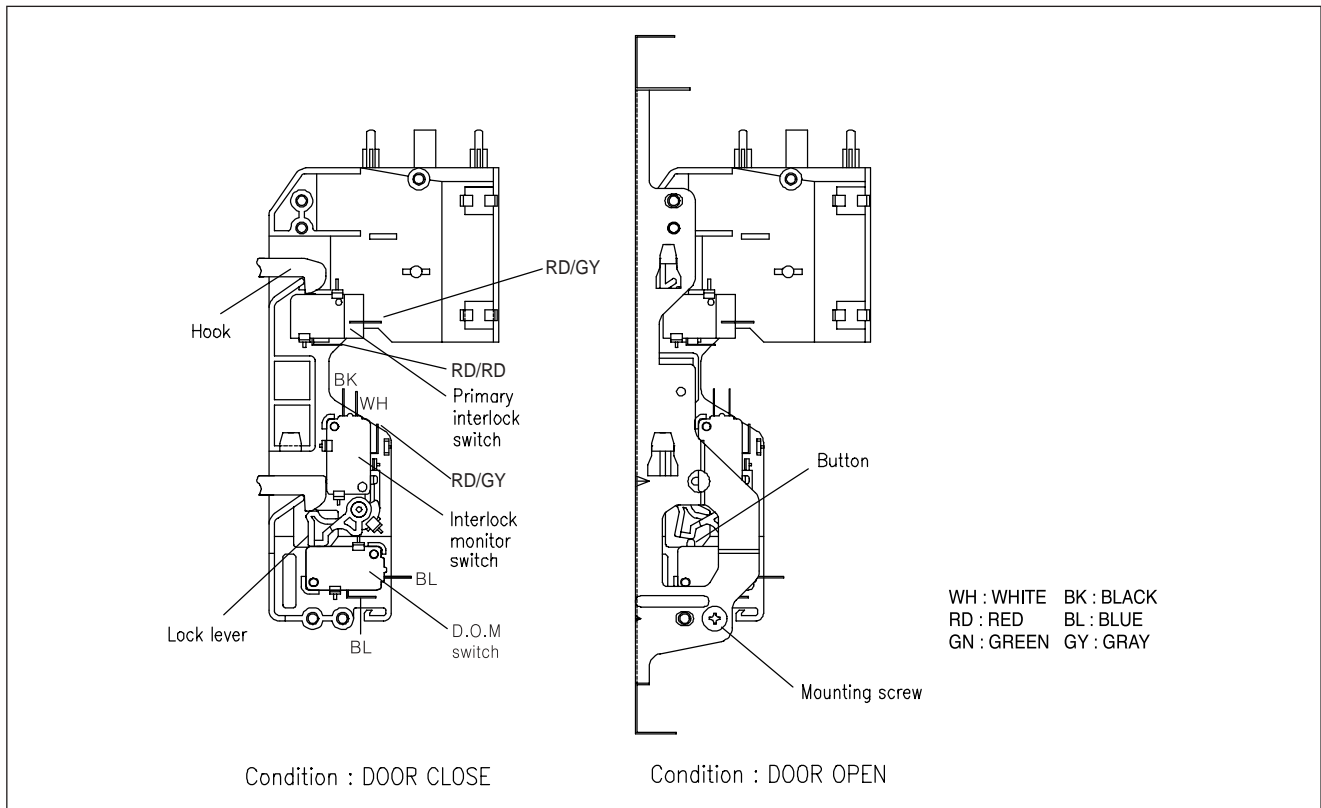 RD/GY
Hook
RD/RD
BK
WH
Primary
interlock
switch
RD/GY
Interlock
monitor
switch
BL
Lock lever
D.O.M
switch
BL
Condition : DOOR CLOSE
Button
Mounting screw
Condition : DOOR OPEN
WH : WHITE BK : BLACK
RD : RED BL : BLUE
GN : GREEN GY : GRAY